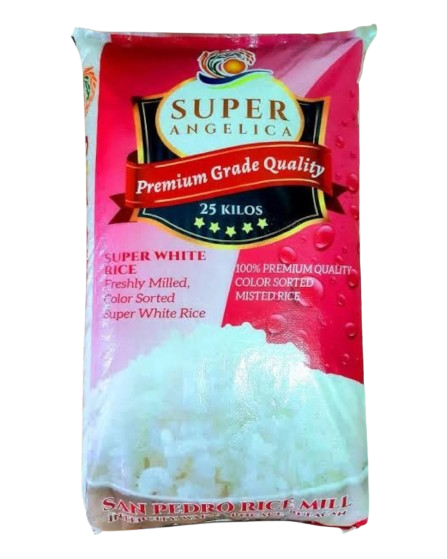 SUPER
ANGELICA
Premium Grade Quality
25 KILOS
SUPER WHITE
RICE
Freshly Milled,
Color Sorted
Super White Rice
100% PREMIUM QUALITY
COLOR SORTED
MISTED RICE
SAN PEDRO RICE MILL